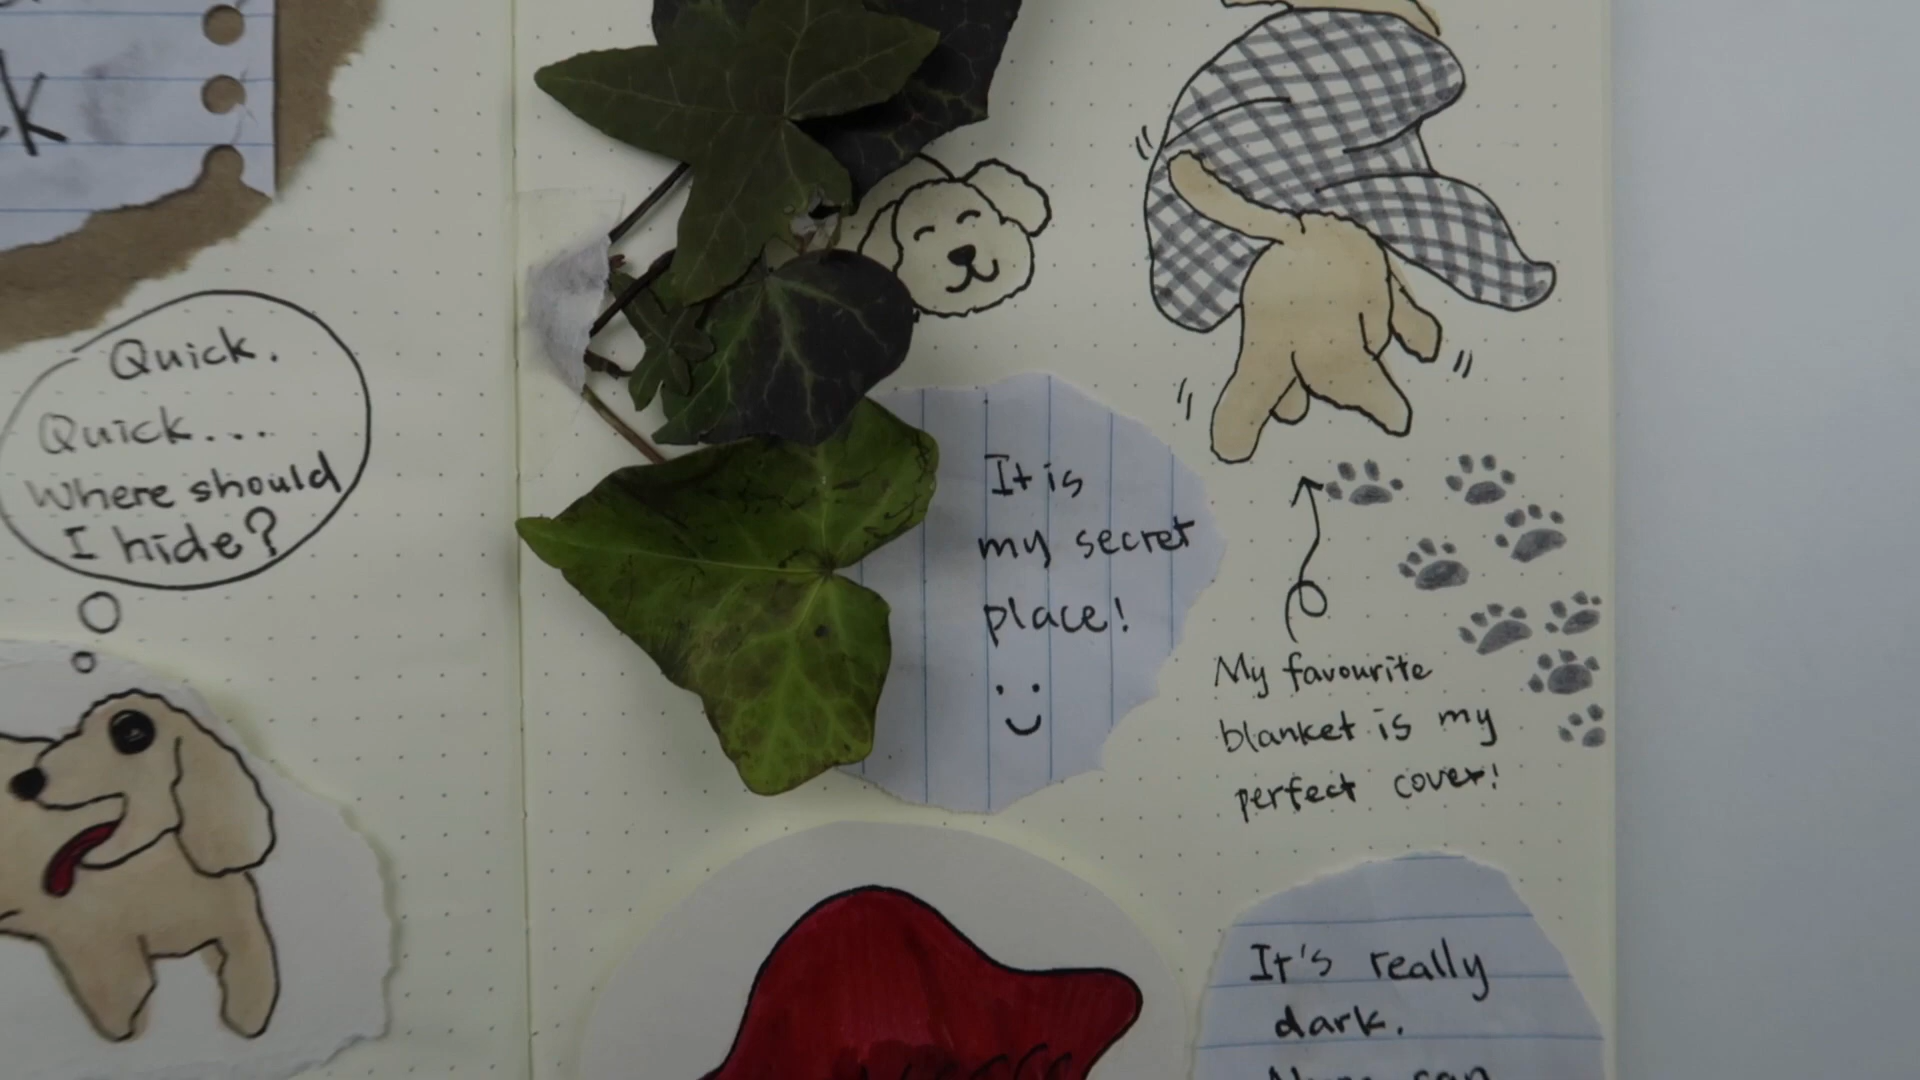 Quick.
Quick...
Where should
I hide?
It is
my secret
place!
My favourite
blanket is my
perfect cover!
It's really
dark.